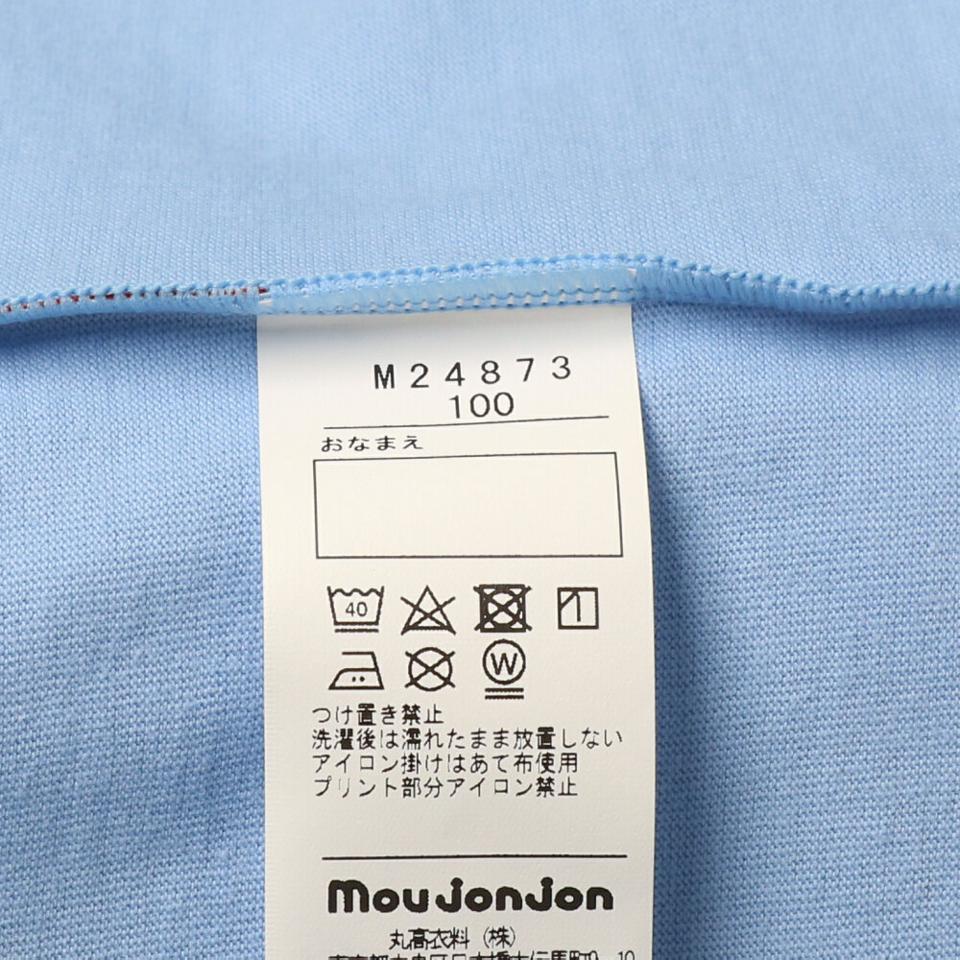 M24873
100
おなまえ
40
W
つけ置き禁止
洗濯後は濡れたまま放置しない
アイロン掛けはあて布使用
プリント部分アイロン禁止
moujonjon
丸高衣料（株）